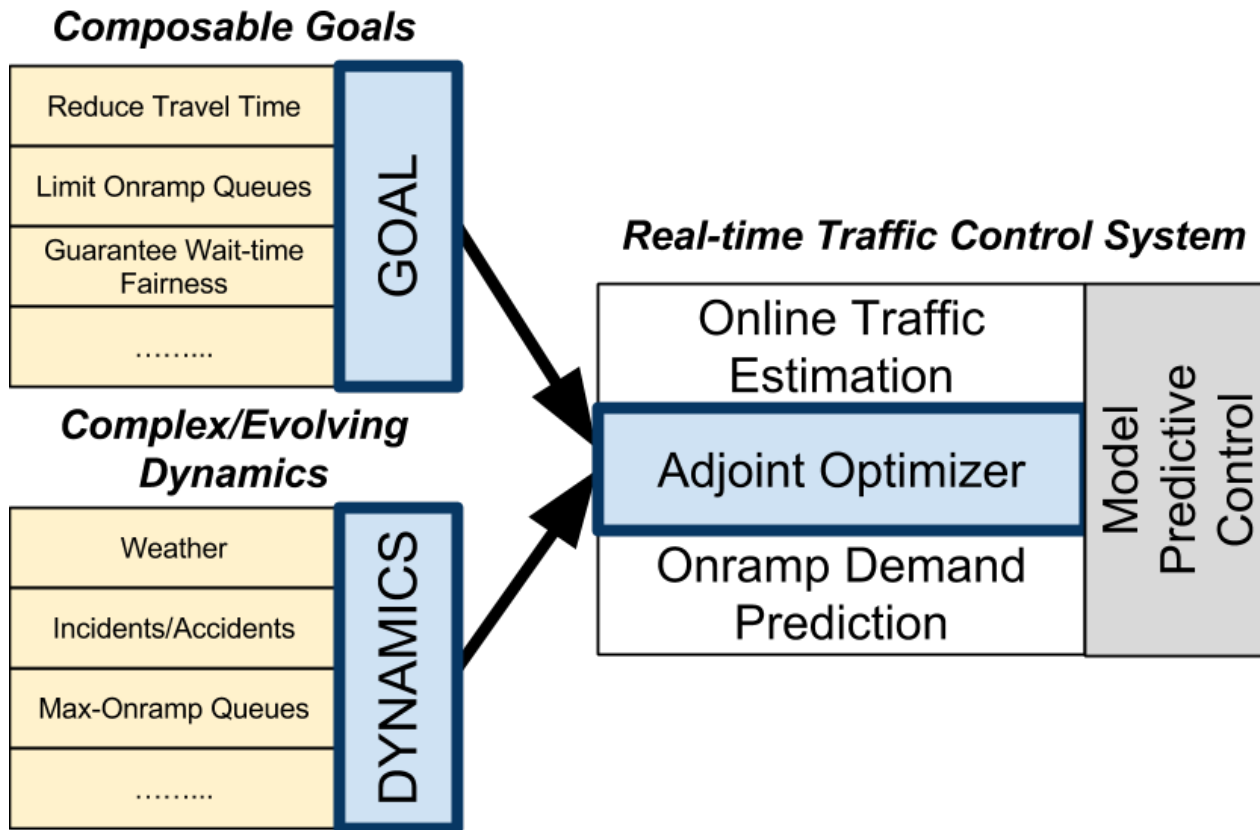 Composable Goals
Reduce Travel Time
Limit Onramp Queues
Guarantee Wait-time
Fairness
……....
GOAL
Complex/Evolving
Dynamics
Weather
Incidents/Accidents
Max-Onramp Queues
……....
DYNAMICS
Real-time Traffic Control System
Online Traffic
Estimation
Adjoint Optimizer
Onramp Demand
Prediction
Model
Predictive
Control